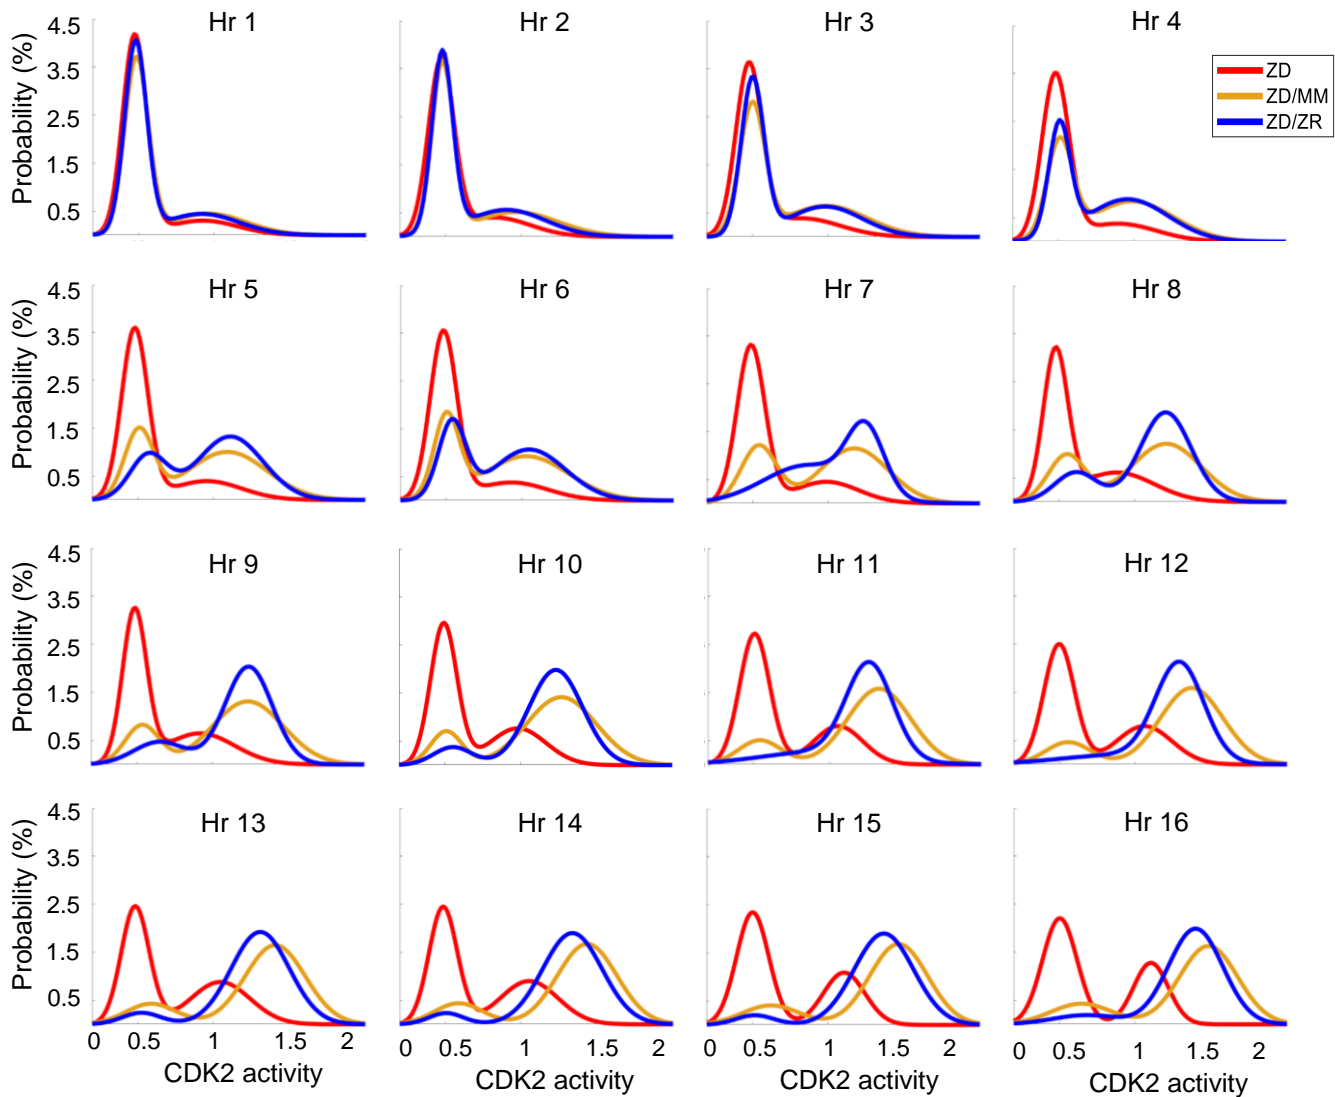 Hr 1
Hr 2
Hr 3
Hr 4
Probability (%)
4.5
3.5
2.5
1.5
0.5
ZD
ZD/MM
ZD/ZR
Hr 5
Hr 6
Hr 7
Hr 8
Probability (%)
4.5
3.5
2.5
1.5
0.5
Hr 9
Hr 10
Hr 11
Hr 12
Probability (%)
4.5
3.5
2.5
1.5
0.5
Hr 13
Hr 14
Hr 15
Hr 16
Probability (%)
4.5
3.5
2.5
1.5
0.5
0 0.5 1 1.5 2
0 0.5 1 1.5 2
0 0.5 1 1.5 2
0 0.5 1 1.5 2
CDK2 activity
CDK2 activity
CDK2 activity
CDK2 activity